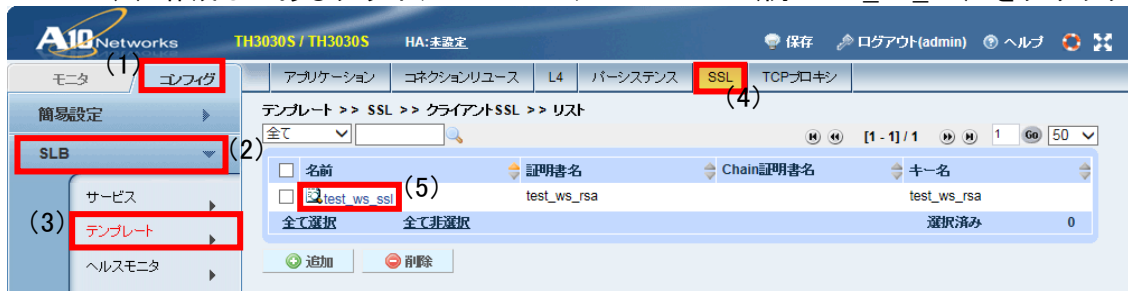 A10 Networks TH3030S / TH3030S HA:未設定 保存 ログアウト(admin) ヘルプ
モニタ (1) コンフィグ アプリケーション コネクションリユース L4 パーシステンス SSL TCPプロキシ
(4)
簡易設定 テンプレート >> SSL >> クライアントSSL >> リスト
全て [1 - 1] / 1 1 Go 50
SLB (2)
名前 証明書名 Chain証明書名 キー名
サービス test_ws_ssl (5) test_ws_rsa test_ws_rsa
(3) テンプレート 全て選択 全て非選択 選択済み 0
ヘルスモニタ 追加 削除